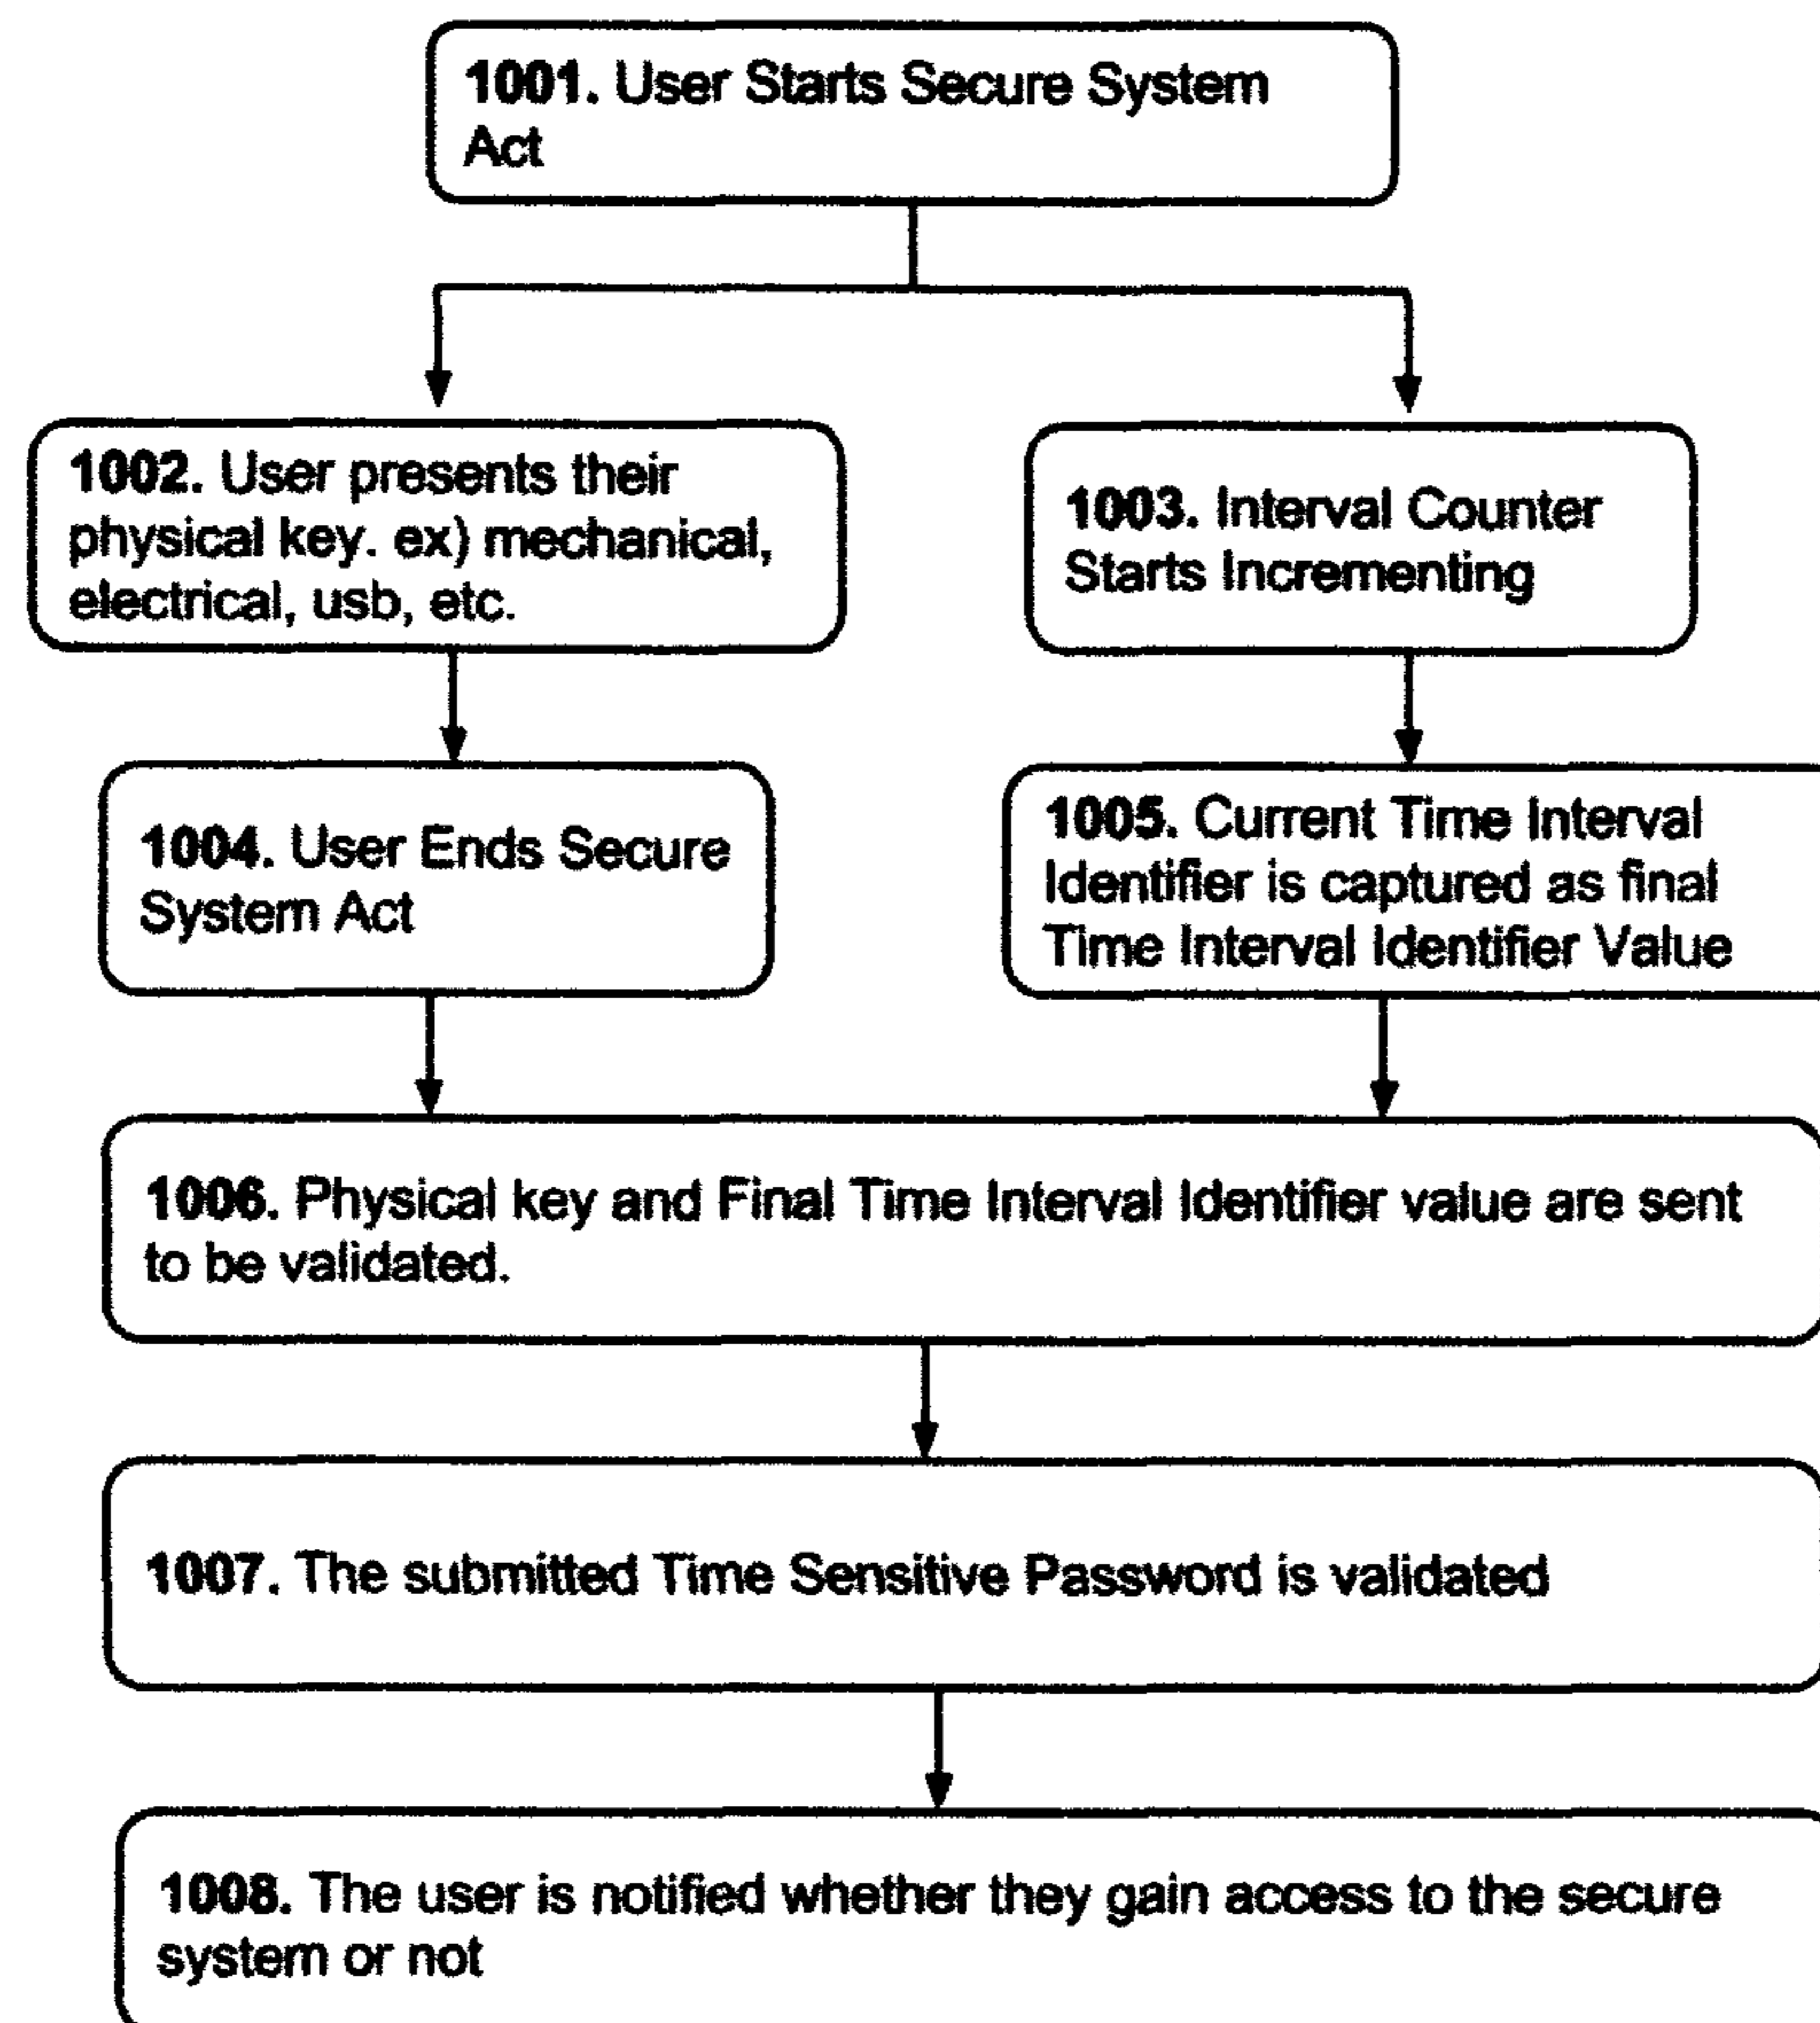 1001. User Starts Secure System
Act
1002. User presents their
physical key. ex) mechanical,
electrical, usb, etc.
1003. Interval Counter
Starts Incrementing
1004. User Ends Secure
System Act
1005. Current Time Interval
Identifier is captured as final
Time Interval Identifier Value
1006. Physical key and Final Time Interval Identifier value are sent
to be validated.
1007. The submitted Time Sensitive Password is validated
1008. The user is notified whether they gain access to the secure
system or not